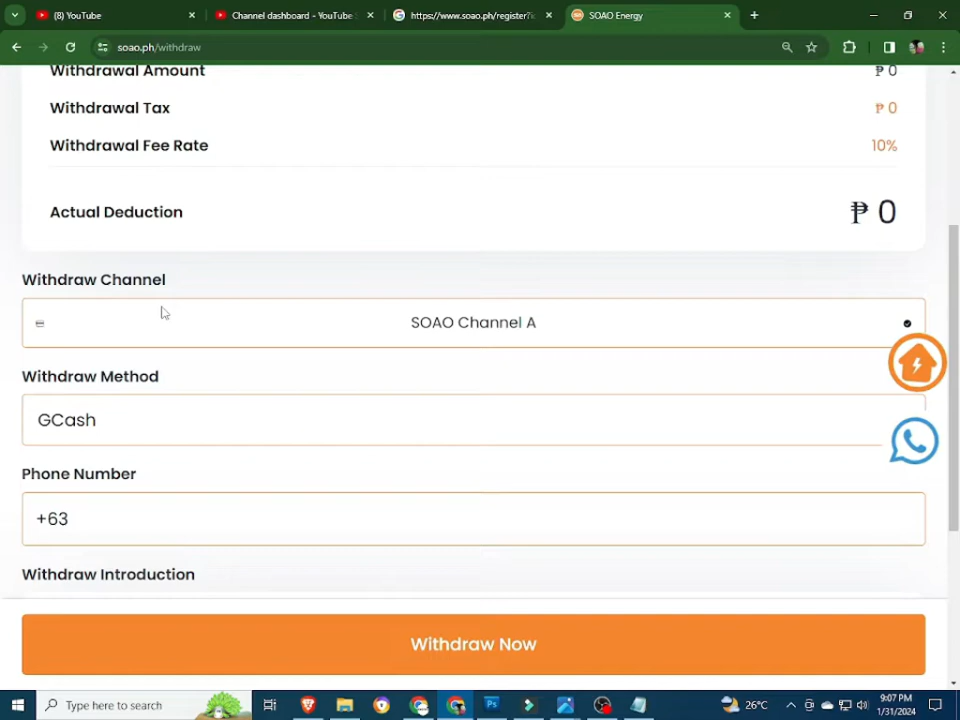 (8) YouTube
Channel dashboard - YouTube
https://www.soao.ph/register?i
SOAO Energy
soao.ph/withdraw
Withdrawal Amount
₱ 0
Withdrawal Tax
₱ 0
Withdrawal Fee Rate
10%
Actual Deduction
₱ 0
Withdraw Channel
SOAO Channel A
Withdraw Method
GCash
Phone Number
+63
Withdraw Introduction
Withdraw Now
Type here to search
26°C
9:07 PM
1/31/2024